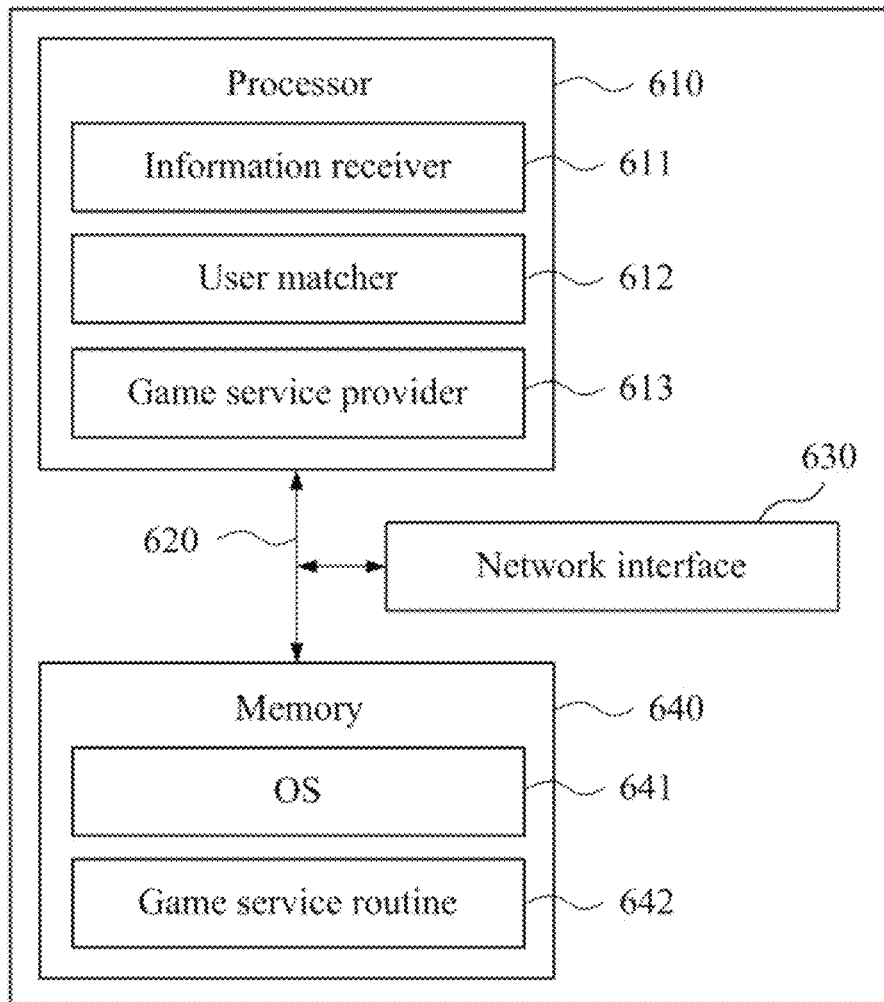 Processor
610
Information receiver
611
User matcher
612
Game service provider
613
630
620
Network interface
Memory
640
OS
641
Game service routine
642